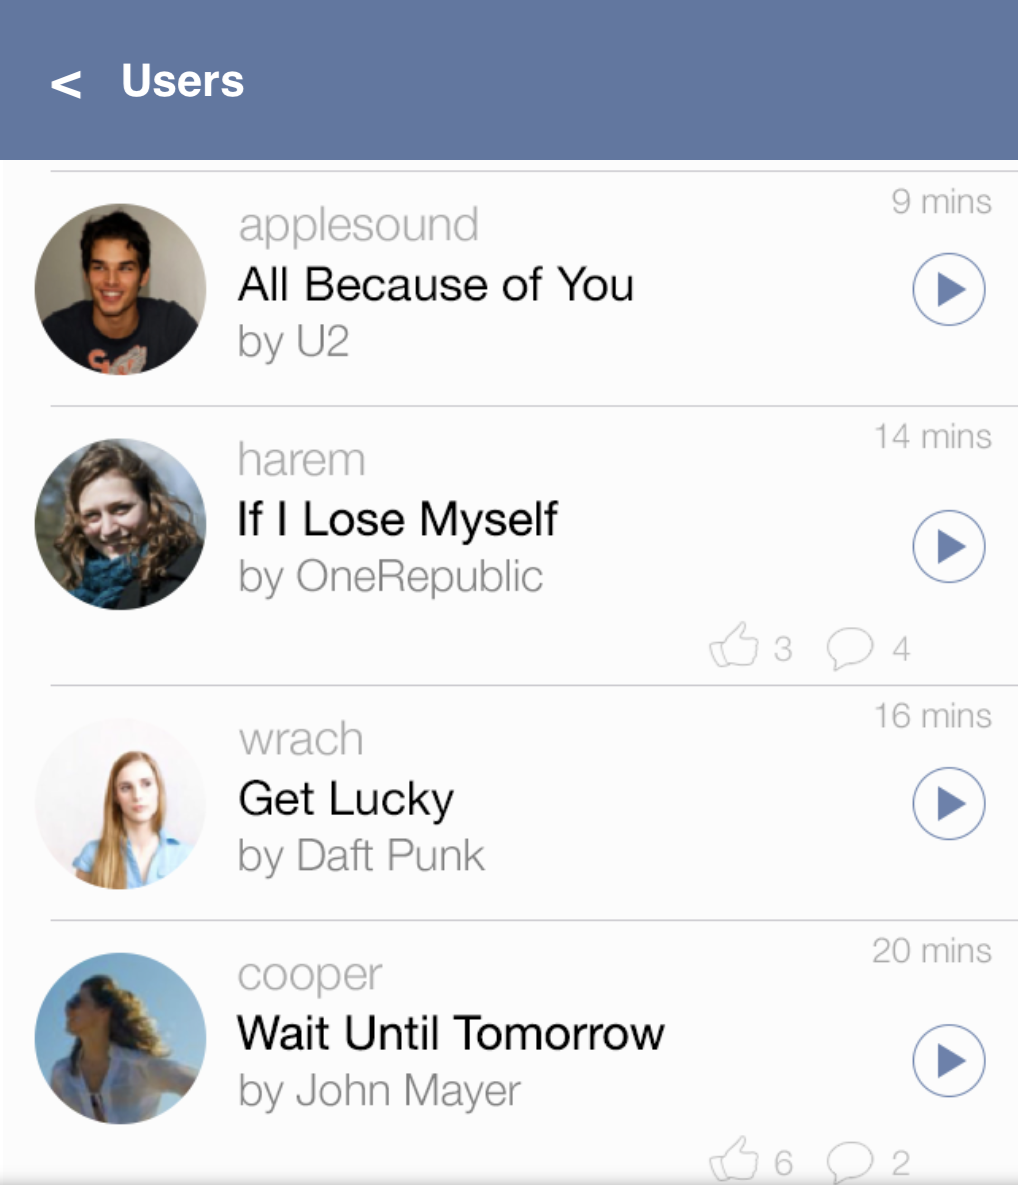 < Users
9 mins
applesound
All Because of You
by U2
14 mins
harem
If I Lose Myself
by OneRepublic
3 4
16 mins
wrach
Get Lucky
by Daft Punk
20 mins
cooper
Wait Until Tomorrow
by John Mayer
6 2